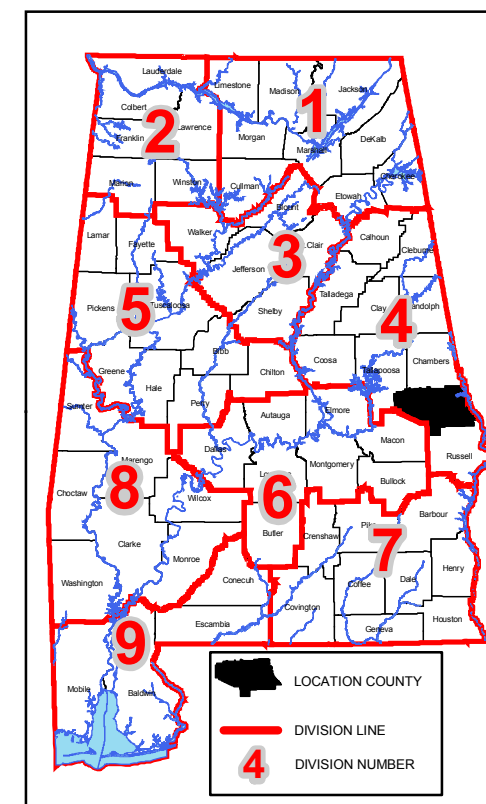 Lauderdale
Limestone
Madison
Jackson
1
Colbert
Lawrence
2
Franklin
Morgan
DeKalb
Marion
Winston
Cullman
Cherokee
Etowah
Blount
Lamar
Fayette
Walker
3
Clair
Calhoun
Cleburne
Jefferson
Talladega
Pickens
5
Tuscaloosa
Shelby
Clay
Randolph
4
Bibb
Greene
Hale
Chilton
Coosa
Tallapoosa
Chambers
Perry
Sumter
Autauga
Elmore
Macon
Russell
Dallas
Marengo
Montgomery
Bullock
8
Choctaw
Wilcox
6
Butler
Crenshaw
Pike
Barbour
Clarke
Monroe
7
Henry
Conecuh
Coffee
Dale
Washington
Covington
Escambia
Geneva
Houston
9
Mobile
Baldwin
LOCATION COUNTY
DIVISION LINE
4
DIVISION NUMBER